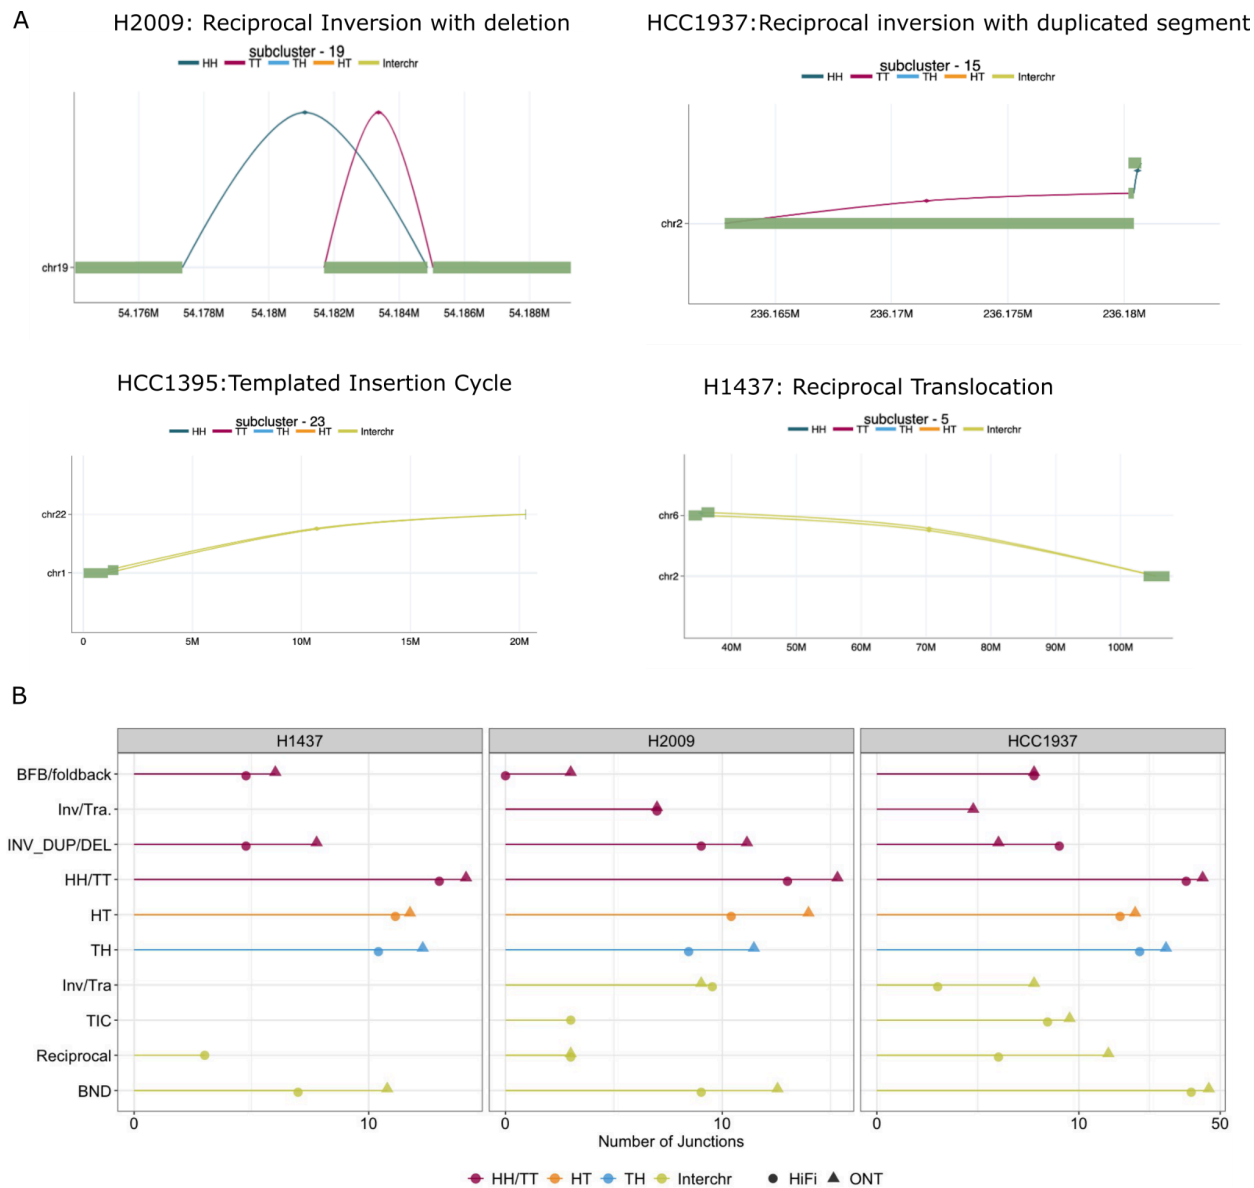 A
H2009: Reciprocal Inversion with deletion
subcluster - 19
HH TT TH HT Interchr
chr19
54.176M 54.178M 54.18M 54.182M 54.184M 54.186M 54.188M
HCC1937:Reciprocal inversion with duplicated segment
subcluster - 15
HH TT TH HT Interchr
chr2
236.165M 236.17M 236.175M 236.18M
HCC1395:Templated Insertion Cycle
subcluster - 23
HH TT TH HT Interchr
chr22
chr1
0 5M 10M 15M 20M
H1437: Reciprocal Translocation
subcluster - 5
HH TT TH HT Interchr
chr6
chr2
40M 50M 60M 70M 80M 90M 100M
B
H1437 H2009 HCC1937
BFB/foldback
Inv/Tra.
INV_DUP/DEL
HH/TT
HT
TH
Inv/Tra
TIC
Reciprocal
BND
0 10 0 10 0 10 50
Number of Junctions
HH/TT HT TH Interchr HiFi ONT